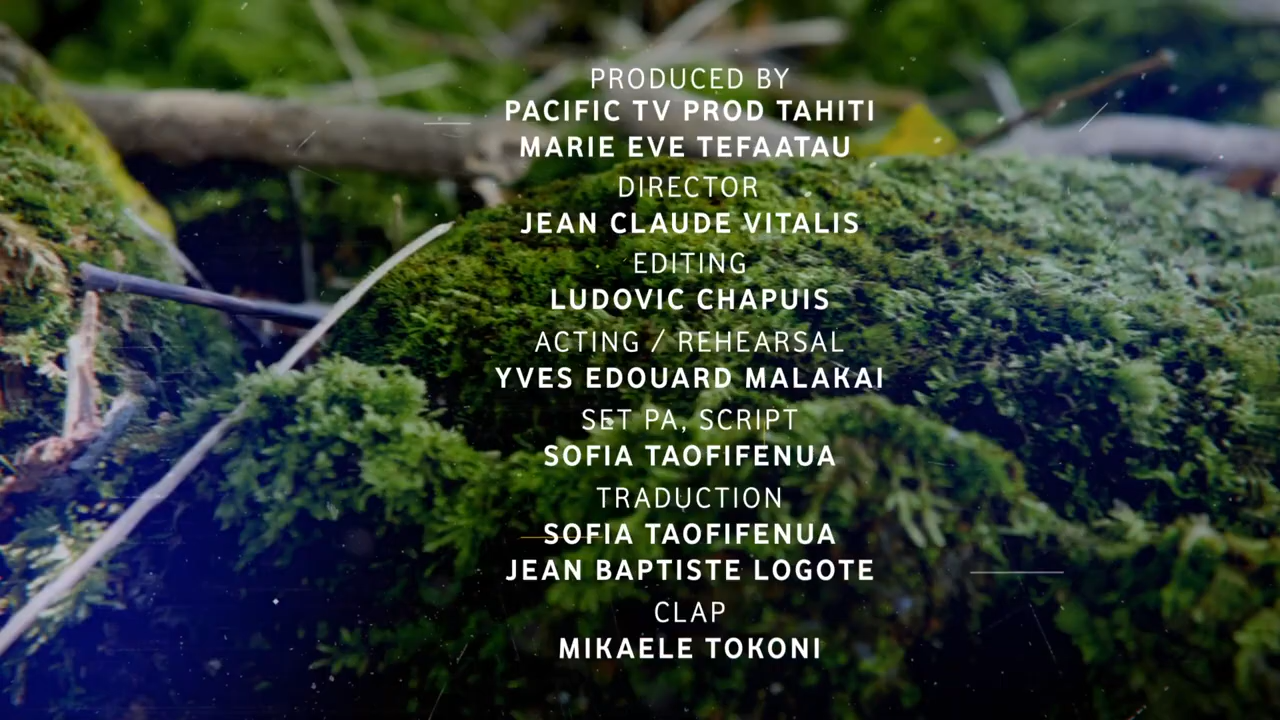 PRODUCED BY
PACIFIC TV PROD TAHITI
MARIE EVE TEFAATAU
DIRECTOR
JEAN CLAUDE VITALIS
EDITING
LUDOVIC CHAPUIS
ACTING / REHEARSAL
YVES EDOUARD MALAKAI
SET PA, SCRIPT
SOFIA TAOFIFENUA
TRADUCTION
SOFIA TAOFIFENUA
JEAN BAPTISTE LOGOTE
CLAP
MIKAELE TOKONI